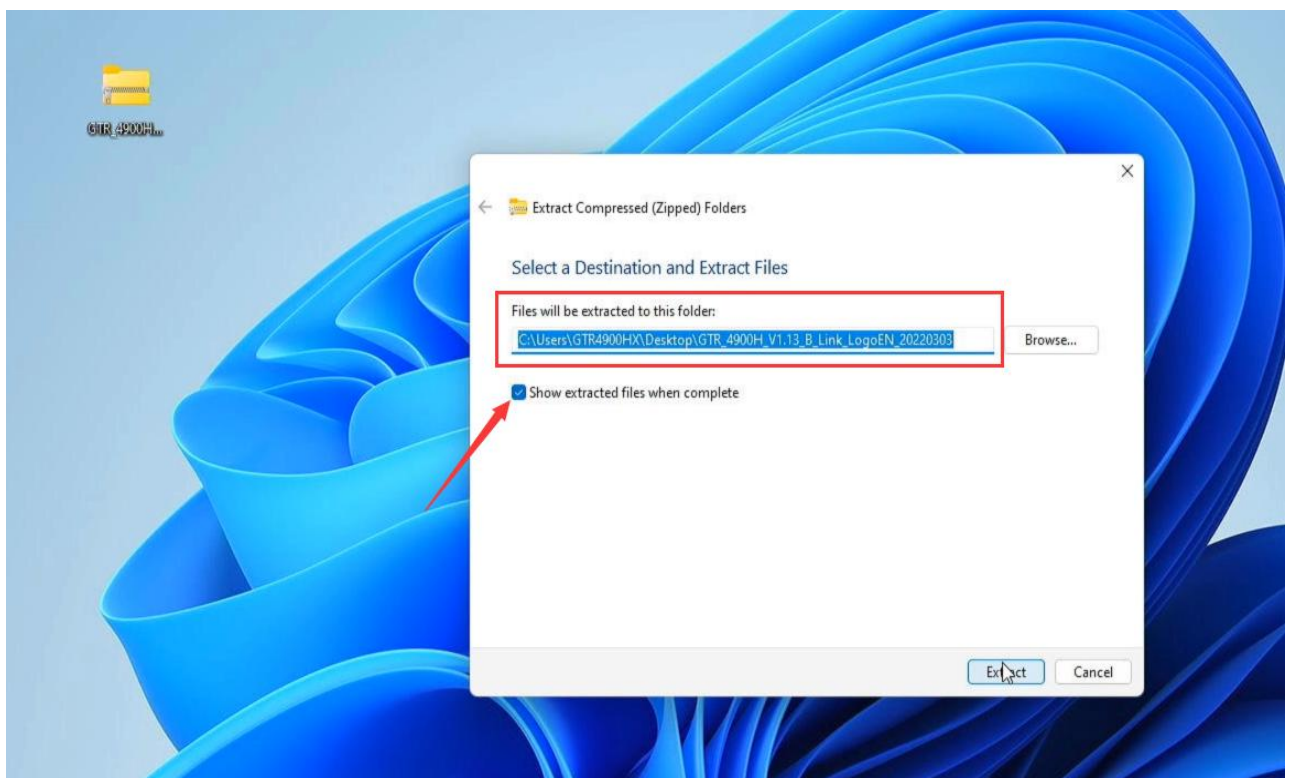 GTR_4900H...
Extract Compressed (Zipped) Folders
Select a Destination and Extract Files
Files will be extracted to this folder:
C:\Users\GTR4900HX\Desktop\GTR_4900H_V1.13_B_Link_LogoEN_20220303
Browse...
Show extracted files when complete
Extract
Cancel